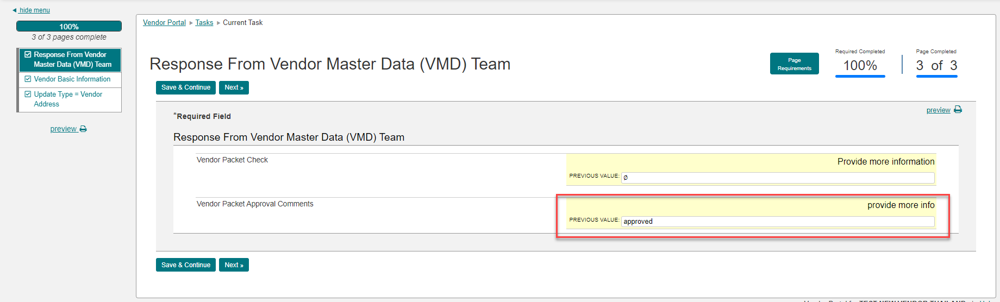 hide menu
100%
3 of 3 pages complete
Response From Vendor
Master Data (VMD) Team
Vendor Basic Information
Update Type = Vendor
Address
preview
Vendor Portal ▸ Tasks ▸ Current Task
Response From Vendor Master Data (VMD) Team
Page
Requirements
Required Completed
100%
Page Completed
3 of 3
Save & Continue
Next »
preview
*Required Field
Response From Vendor Master Data (VMD) Team
Vendor Packet Check
Provide more information
PREVIOUS VALUE: Ø
Vendor Packet Approval Comments
provide more info
PREVIOUS VALUE: approved
Save & Continue
Next »